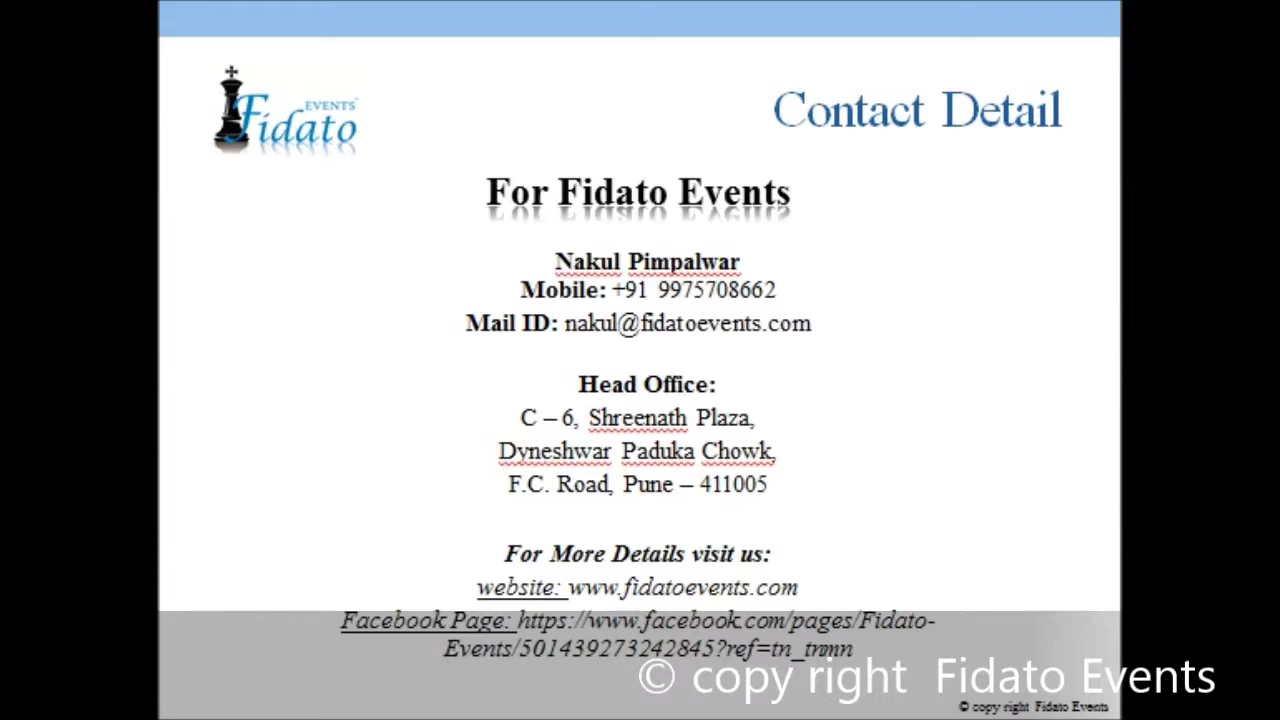 EVENTS
Fidato
Contact Detail
For Fidato Events
Nakul Pimpalwar
Mobile: +91 9975708662
Mail ID: nakul@fidatoevents.com
Head Office:
C – 6, Shreenath Plaza,
Dyneshwar Paduka Chowk,
F.C. Road, Pune – 411005
For More Details visit us:
website: www.fidatoevents.com
Facebook Page: https://www.facebook.com/pages/Fidato-
Events/501439273242845?ref=tn_tnmn
© copy right Fidato Events
© copy right Fidato Events